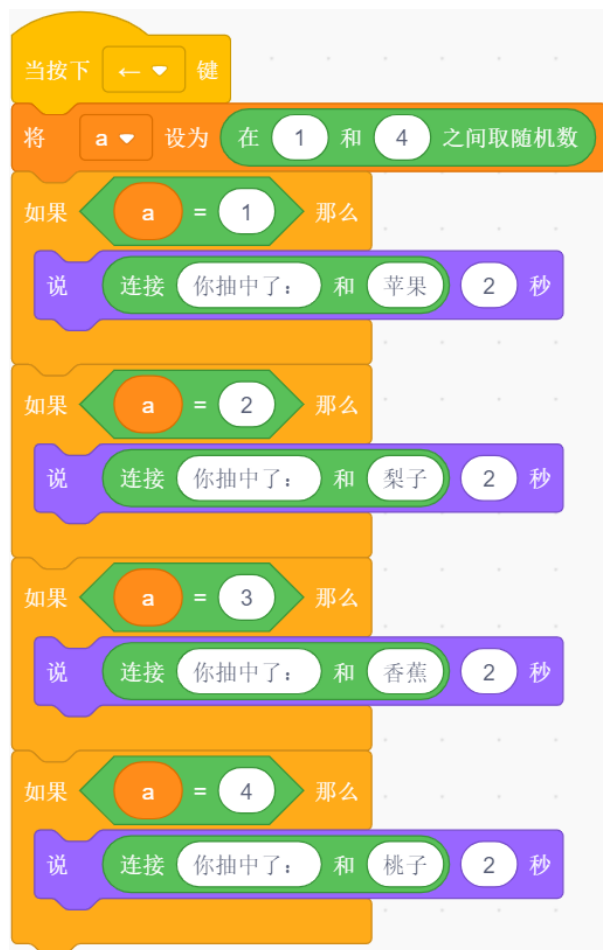 当按下 ← 键
将 a 设为 在 1 和 4 之间取随机数
如果 a = 1 那么
说 连接 你抽中了： 和 苹果 2 秒
如果 a = 2 那么
说 连接 你抽中了： 和 梨子 2 秒
如果 a = 3 那么
说 连接 你抽中了： 和 香蕉 2 秒
如果 a = 4 那么
说 连接 你抽中了： 和 桃子 2 秒